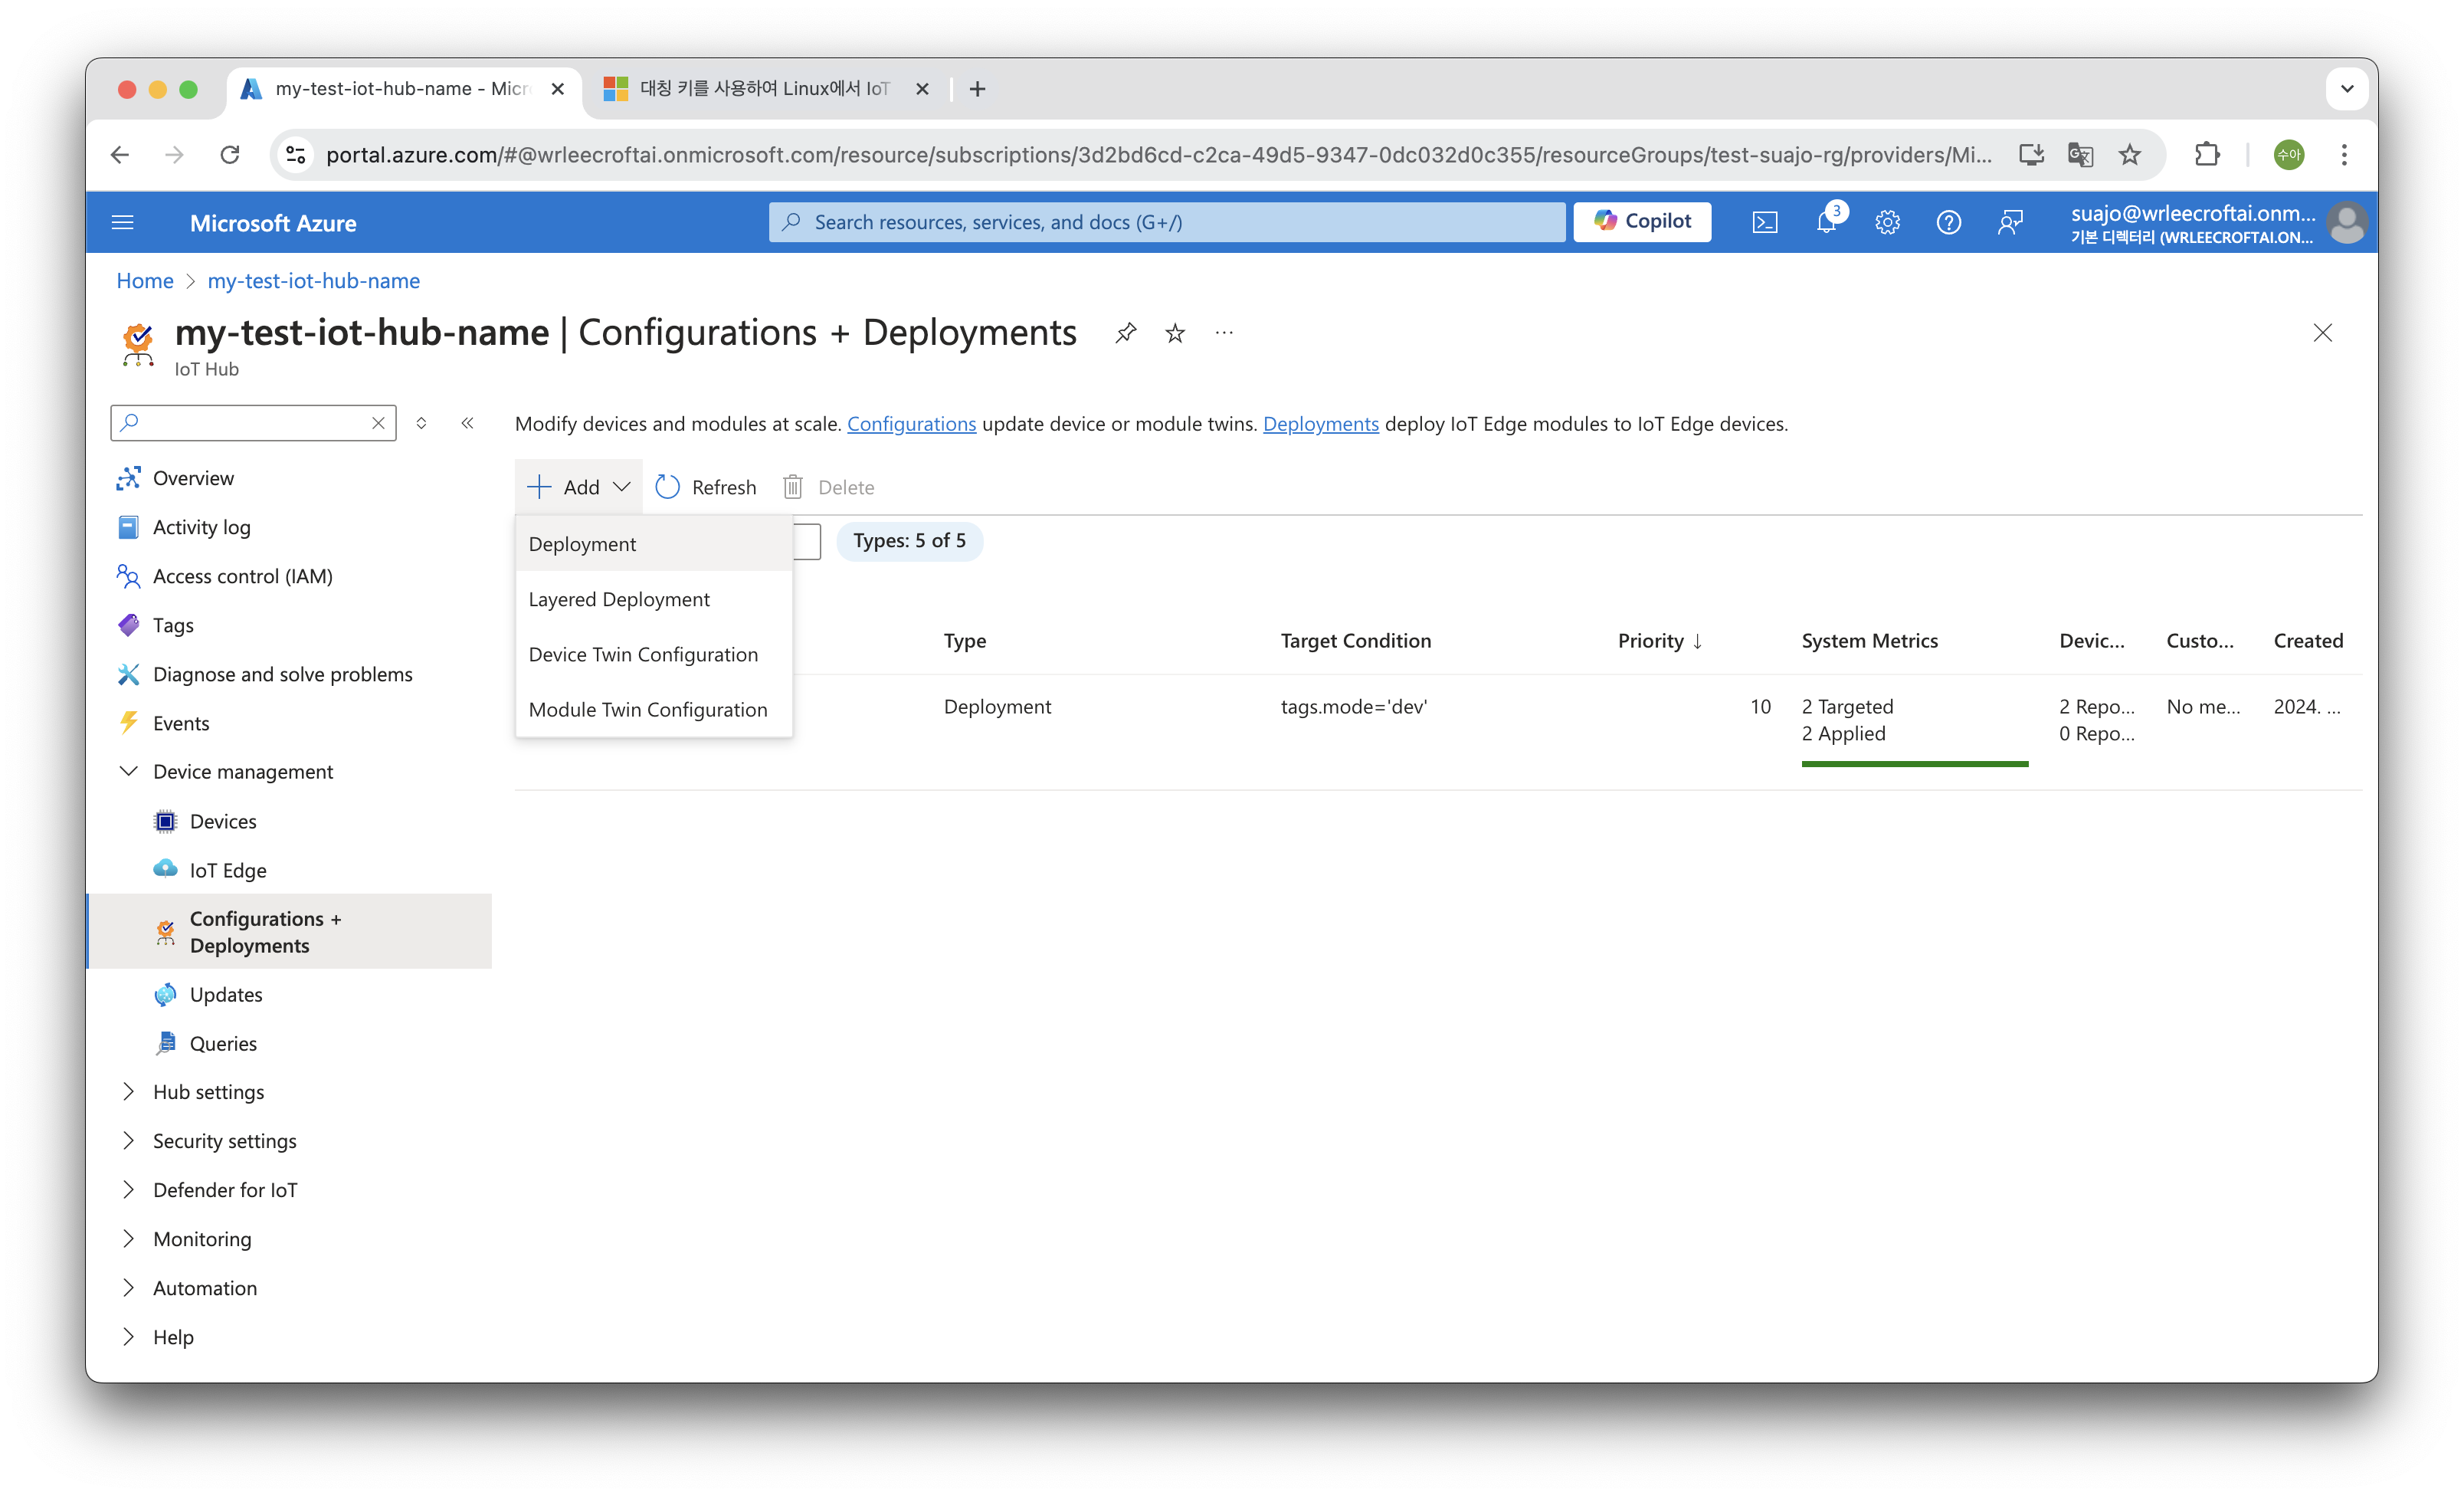 my-test-iot-hub-name - Micr
대칭 키를 사용하여 Linux에서 IoT
portal.azure.com/#@wrleecroftai.onmicrosoft.com/resource/subscriptions/3d2bd6cd-c2ca-49d5-9347-0dc032d0c355/resourceGroups/test-suajo-rg/providers/Mi...
수아
Microsoft Azure
Search resources, services, and docs (G+/)
Copilot
3
suajo@wrleecroftai.onm...
기본 디렉터리 (WRLEECROFTAI.ON...
Home > my-test-iot-hub-name
my-test-iot-hub-name | Configurations + Deployments
IoT Hub
Modify devices and modules at scale. Configurations update device or module twins. Deployments deploy IoT Edge modules to IoT Edge devices.
Overview
Activity log
Access control (IAM)
Tags
Diagnose and solve problems
Events
Device management
Devices
IoT Edge
Configurations +
Deployments
Updates
Queries
Hub settings
Security settings
Defender for IoT
Monitoring
Automation
Help
Add
Refresh
Delete
Deployment
Layered Deployment
Device Twin Configuration
Module Twin Configuration
Types: 5 of 5
Type
Target Condition
Priority ↓
System Metrics
Devic...
Custo...
Created
Deployment
tags.mode='dev'
10
2 Targeted
2 Applied
2 Repo...
0 Repo...
No me...
2024. ...